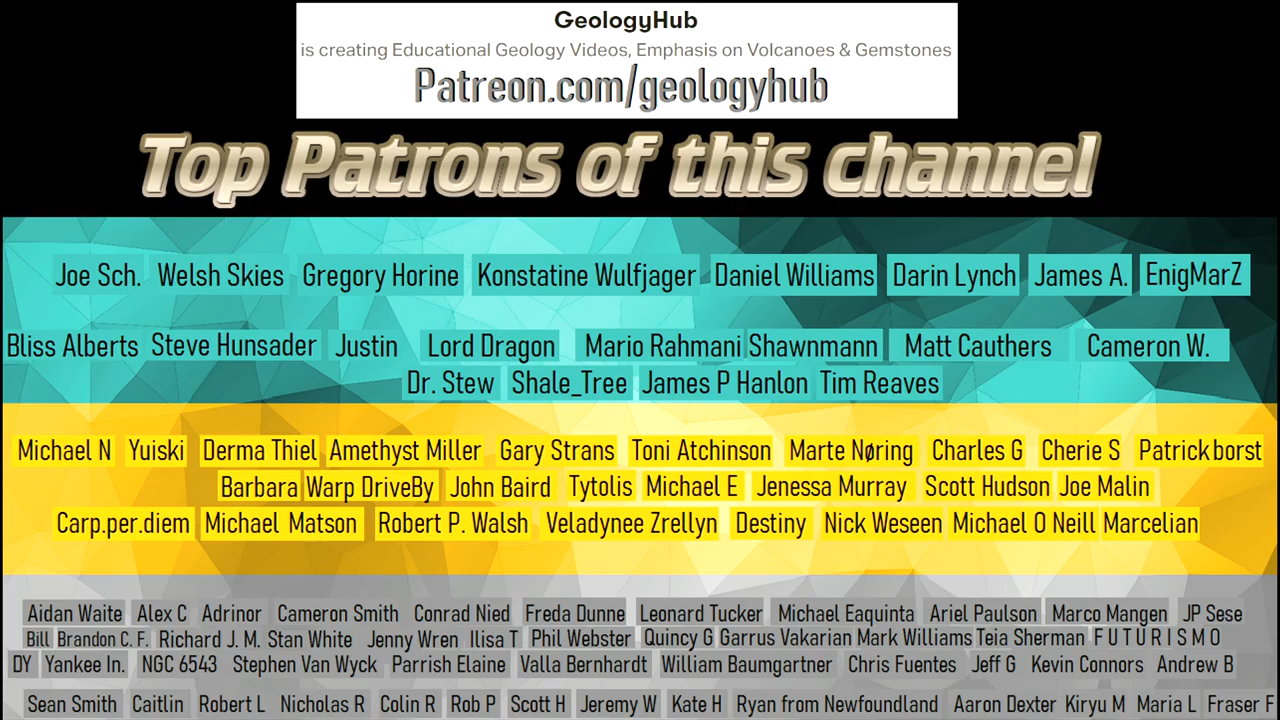 GeologyHub
is creating Educational Geology Videos, Emphasis on Volcanoes & Gemstones
Patreon.com/geologyhub
Top Patrons of this channel
Joe Sch. Welsh Skies Gregory Horine Konstatine Wulfjager Daniel Williams Darin Lynch James A. EnigMarZ
Bliss Alberts Steve Hunsader Justin Lord Dragon Mario Rahmani Shawnmann Matt Cauthers Cameron W.
Dr. Stew Shale_Tree James P Hanlon Tim Reaves
Michael N Yuiski Derma Thiel Amethyst Miller Gary Strans Toni Atchinson Marte Nøring Charles G Cherie S Patrick borst
Barbara Warp DriveBy John Baird Tytolis Michael E Jenessa Murray Scott Hudson Joe Malin
Carp.per.diem Michael Matson Robert P. Walsh Veladynee Zrellyn Destiny Nick Weseen Michael O Neill Marcelian
Aidan Waite Alex C Adrinor Cameron Smith Conrad Nied Freda Dunne Leonard Tucker Michael Eaquinta Ariel Paulson Marco Mangen JP Sese
Bill Brandon C. F. Richard J. M. Stan White Jenny Wren Ilisa T Phil Webster Quincy G Garrus Vakarian Mark Williams Teia Sherman F U T U R I S M O
DY Yankee In. NGC 6543 Stephen Van Wyck Parrish Elaine Valla Bernhardt William Baumgartner Chris Fuentes Jeff G Kevin Connors Andrew B
Sean Smith Caitlin Robert L Nicholas R Colin R Rob P Scott H Jeremy W Kate H Ryan from Newfoundland Aaron Dexter Kiryu M Maria L Fraser F